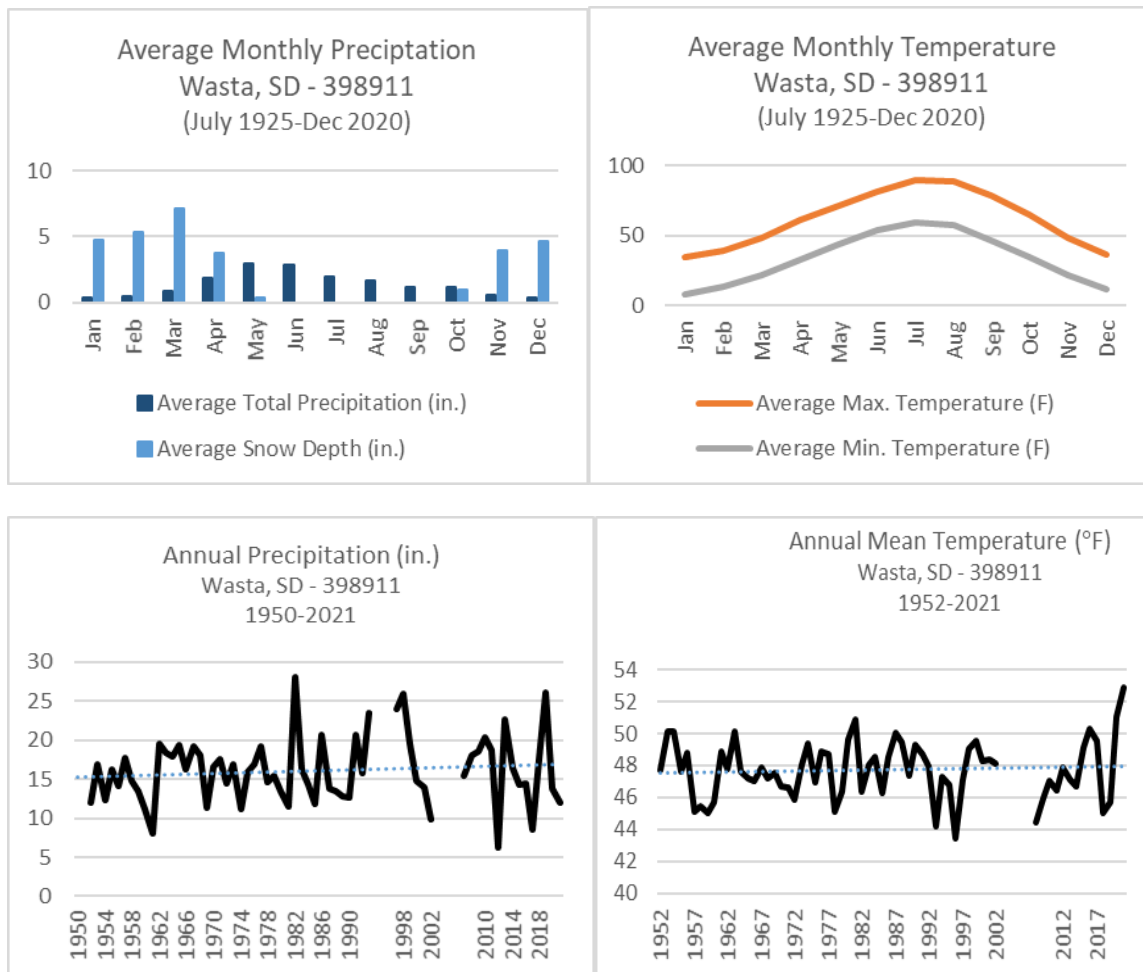 Average Monthly Preciptation
Wasta, SD - 398911
(July 1925-Dec 2020)
10
5
0
Jan
Feb
Mar
Apr
May
Jun
Jul
Aug
Sep
Oct
Nov
Dec
Average Total Precipitation (in.)
Average Snow Depth (in.)
Average Monthly Temperature
Wasta, SD - 398911
(July 1925-Dec 2020)
100
50
0
Jan
Feb
Mar
Apr
May
Jun
Jul
Aug
Sep
Oct
Nov
Dec
Average Max. Temperature (F)
Average Min. Temperature (F)
Annual Precipitation (in.)
Wasta, SD - 398911
1950-2021
30
25
20
15
10
5
0
1950
1954
1958
1962
1966
1970
1974
1978
1982
1986
1990
1998
2002
2010
2014
2018
Annual Mean Temperature (°F)
Wasta, SD - 398911
1952-2021
54
52
50
48
46
44
42
40
1952
1957
1962
1967
1972
1977
1982
1987
1992
1997
2002
2012
2017